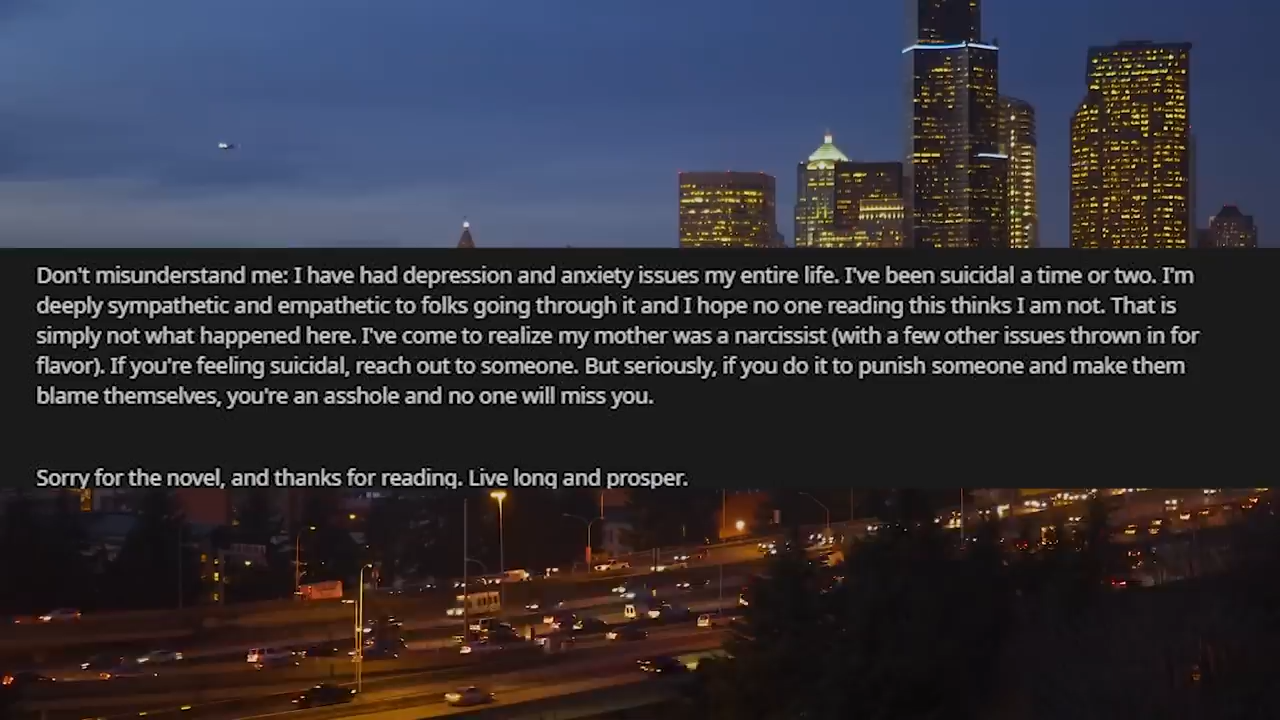 Don't misunderstand me: I have had depression and anxiety issues my entire life. I've been suicidal a time or two. I'm
deeply sympathetic and empathetic to folks going through it and I hope no one reading this thinks I am not. That is
simply not what happened here. I've come to realize my mother was a narcissist (with a few other issues thrown in for
flavor). If you're feeling suicidal, reach out to someone. But seriously, if you do it to punish someone and make them
blame themselves, you're an asshole and no one will miss you.
Sorry for the novel, and thanks for reading. Live long and prosper.